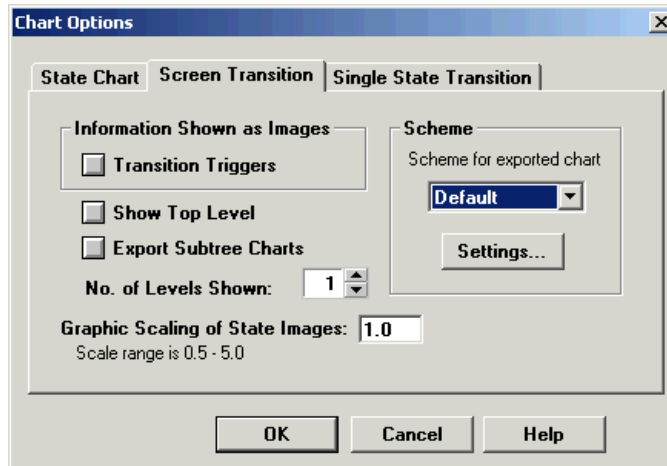 Chart Options
State Chart
Screen Transition
Single State Transition
Information Shown as Images
Transition Triggers
Show Top Level
Export Subtree Charts
No. of Levels Shown:
1
Graphic Scaling of State Images:
1.0
Scale range is 0.5 - 5.0
Scheme
Scheme for exported chart
Default
Settings...
OK
Cancel
Help